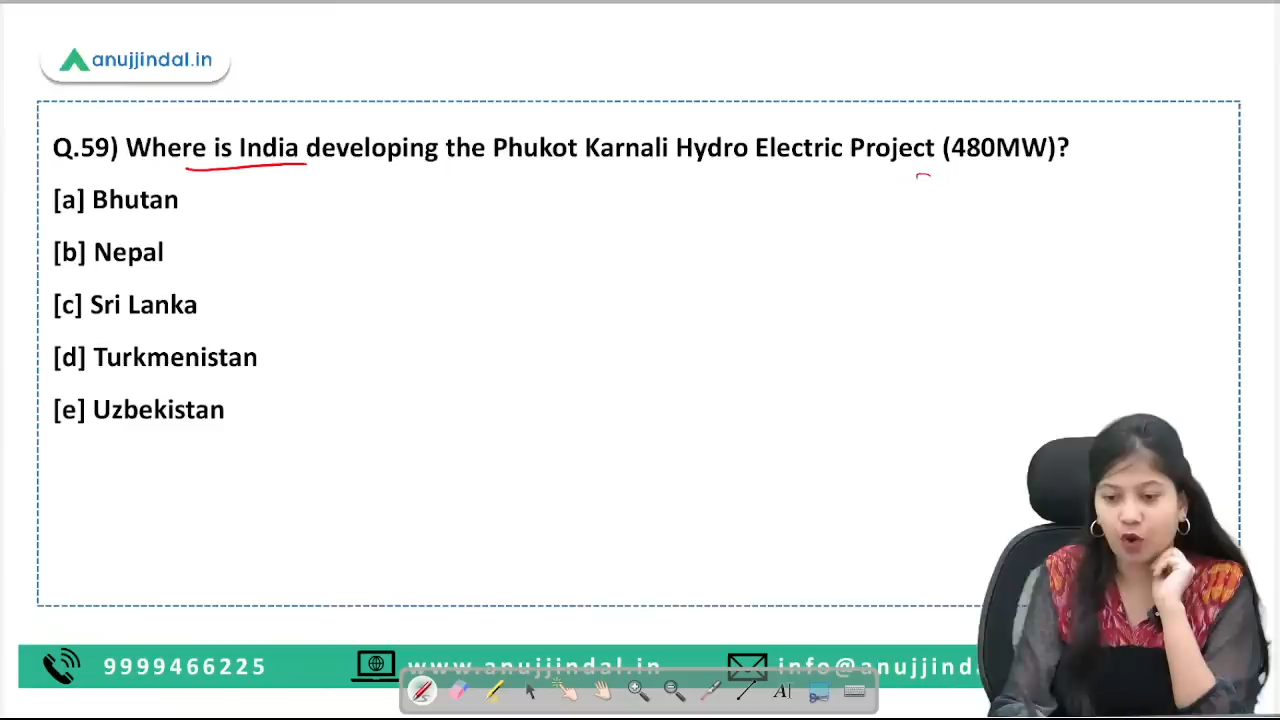 anujjindal.in
Q.59) Where is India developing the Phukot Karnali Hydro Electric Project (480MW)?
[a] Bhutan
[b] Nepal
[c] Sri Lanka
[d] Turkmenistan
[e] Uzbekistan
9999466225 www.anujjindal.in info@anujjinda
A